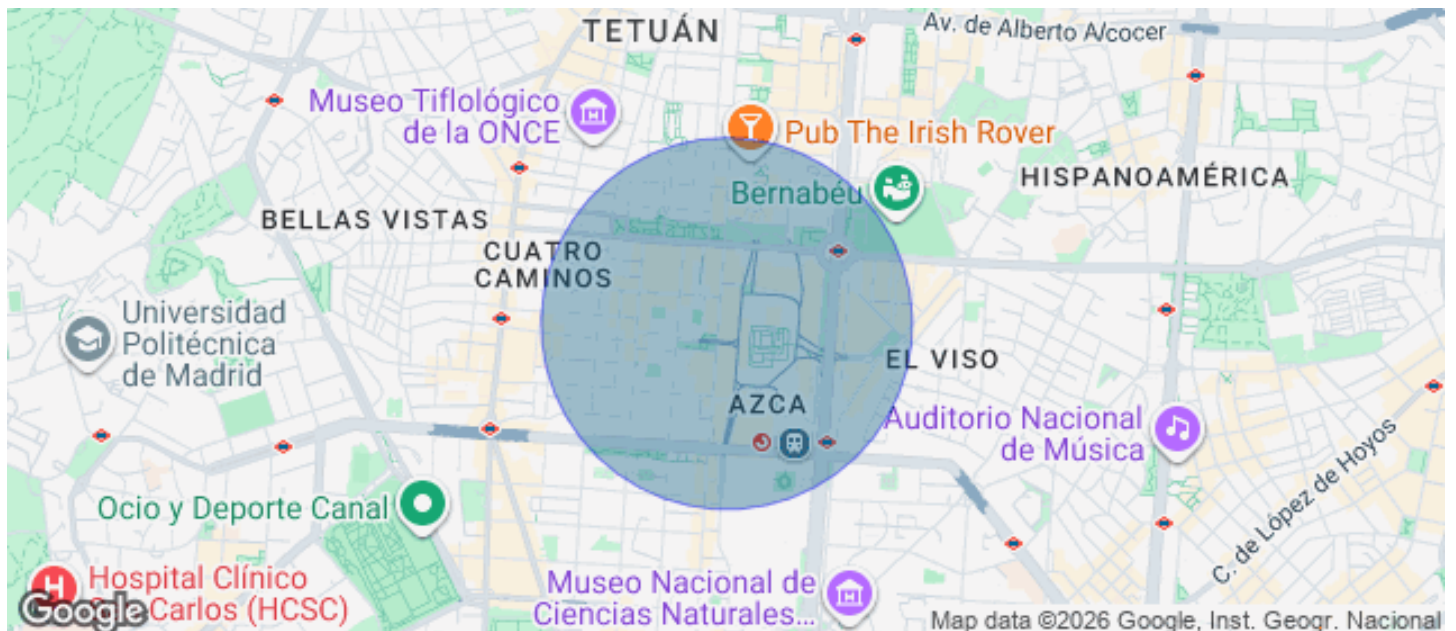 TETUÁN
Av. de Alberto Alcocer
Museo Tiflológico
de la ONCE
Pub The Irish Rover
Bernabéu
HISPANOAMÉRICA
BELLAS VISTAS
CUATRO
CAMINOS
Universidad
Politécnica
de Madrid
EL VISO
AZCA
Auditorio Nacional
de Música
C. de López de Hoyos
Ocio y Deporte Canal
Hospital Clínico
Carlos (HCSC)
Google
Museo Nacional de
Ciencias Naturales...
Map data ©2026 Google, Inst. Geogr. Nacional